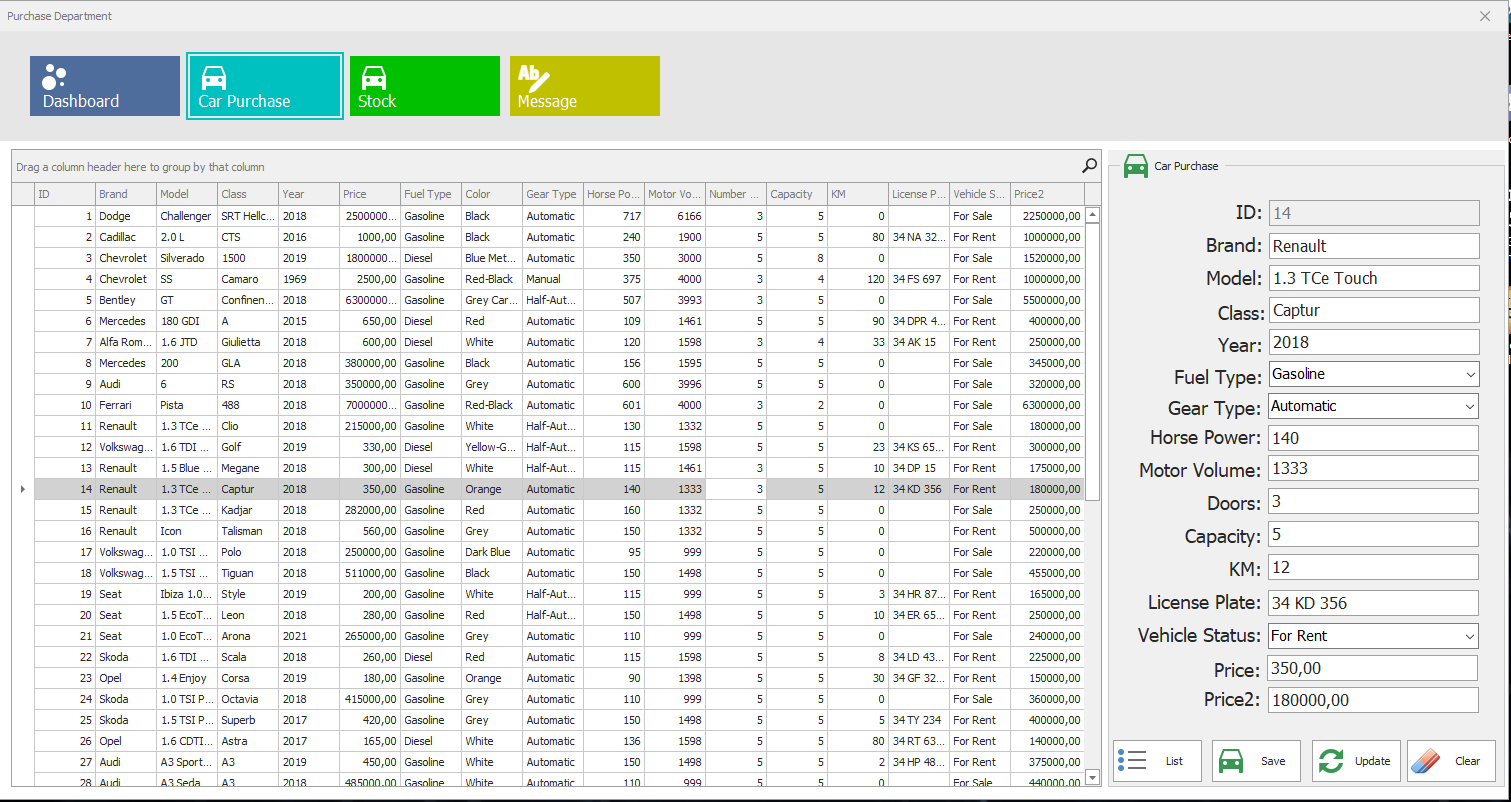 Purchase Department
Dashboard
Car Purchase
Stock
Ab
Message
Drag a column header here to group by that column
ID Brand Model Class Year Price Fuel Type Color Gear Type Horse Po... Motor Vo... Number ... Capacity KM License P... Vehicle S... Price2
1 Dodge Challenger SRT Hellc... 2018 2500000... Gasoline Black Automatic 717 6166 3 5 0 For Sale 2250000,00
2 Cadillac 2.0 L CTS 2016 1000,00 Gasoline Black Automatic 240 1900 5 5 80 34 NA 32... For Rent 1000000,00
3 Chevrolet Silverado 1500 2019 1800000... Diesel Blue Met... Automatic 350 3000 5 8 0 For Sale 1520000,00
4 Chevrolet SS Camaro 1969 2500,00 Gasoline Red-Black Manual 375 4000 3 4 120 34 FS 697 For Rent 1000000,00
5 Bentley GT Confinen... 2018 6300000... Gasoline Grey Car... Half-Aut... 507 3993 3 5 0 For Sale 5500000,00
6 Mercedes 180 GDI A 2015 650,00 Diesel Red Automatic 109 1461 5 5 90 34 DPR 4... For Rent 400000,00
7 Alfa Rom... 1.6 JTD Giulietta 2018 600,00 Diesel White Automatic 120 1598 3 4 33 34 AK 15 For Rent 250000,00
8 Mercedes 200 GLA 2018 380000,00 Gasoline Black Automatic 156 1595 5 5 0 For Sale 345000,00
9 Audi 6 RS 2018 350000,00 Gasoline Grey Automatic 600 3996 5 5 0 For Sale 320000,00
10 Ferrari Pista 488 2018 7000000... Gasoline Red-Black Automatic 601 4000 3 2 0 For Sale 6300000,00
11 Renault 1.3 TCe ... Clio 2018 215000,00 Gasoline White Half-Aut... 130 1332 5 5 0 For Sale 180000,00
12 Volkswag... 1.6 TDI ... Golf 2019 330,00 Diesel Yellow-G... Half-Aut... 115 1598 5 5 23 34 KS 65... For Rent 300000,00
13 Renault 1.5 Blue ... Megane 2018 300,00 Diesel White Half-Aut... 115 1461 3 5 10 34 DP 15 For Rent 175000,00
14 Renault 1.3 TCe ... Captur 2018 350,00 Gasoline Orange Automatic 140 1333 3 5 12 34 KD 356 For Rent 180000,00
15 Renault 1.3 TCe ... Kadjar 2018 282000,00 Gasoline Red Automatic 160 1332 5 5 0 For Sale 250000,00
16 Renault Icon Talisman 2018 560,00 Gasoline Grey Automatic 150 1332 5 5 0 For Rent 500000,00
17 Volkswag... 1.0 TSI ... Polo 2018 250000,00 Gasoline Dark Blue Automatic 95 999 5 5 0 For Sale 220000,00
18 Volkswag... 1.5 TSI ... Tiguan 2018 511000,00 Gasoline Black Automatic 150 1498 5 5 0 For Sale 455000,00
19 Seat Ibiza 1.0... Style 2019 200,00 Gasoline White Half-Aut... 115 999 5 5 3 34 HR 87... For Rent 165000,00
20 Seat 1.5 EcoT... Leon 2018 280,00 Gasoline Red Half-Aut... 150 1498 5 5 10 34 ER 65... For Rent 250000,00
21 Seat 1.0 EcoT... Arona 2021 265000,00 Gasoline Grey Automatic 110 999 5 5 0 For Sale 240000,00
22 Skoda 1.6 TDI ... Scala 2018 260,00 Diesel Red Automatic 115 1598 5 5 8 34 LD 43... For Rent 225000,00
23 Opel 1.4 Enjoy Corsa 2019 180,00 Gasoline Orange Automatic 90 1398 5 5 30 34 GF 32... For Rent 150000,00
24 Skoda 1.0 TSI P... Octavia 2018 415000,00 Gasoline Grey Automatic 110 999 5 5 0 For Sale 360000,00
25 Skoda 1.5 TSI P... Superb 2017 420,00 Gasoline Grey Automatic 150 1498 5 5 5 34 TY 234 For Rent 400000,00
26 Opel 1.6 CDTI... Astra 2017 165,00 Diesel White Automatic 136 1598 5 5 80 34 RT 63... For Rent 140000,00
27 Audi A3 Sport... A3 2019 450,00 Gasoline White Automatic 150 1498 5 5 2 34 HP 48... For Rent 375000,00
28 Audi A3 Seda... A3 2018 485000,00 Gasoline White Automatic 110 999 5 5 0 For Sale 440000,00
Car Purchase
ID: 14
Brand: Renault
Model: 1.3 TCe Touch
Class: Captur
Year: 2018
Fuel Type: Gasoline
Gear Type: Automatic
Horse Power: 140
Motor Volume: 1333
Doors: 3
Capacity: 5
KM: 12
License Plate: 34 KD 356
Vehicle Status: For Rent
Price: 350,00
Price2: 180000,00
List Save Update Clear